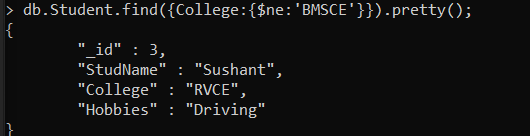 > db.Student.find({College:{$ne:'BMSCE'}}).pretty();
{
        "_id" : 3,
        "StudName" : "Sushant",
        "College" : "RVCE",
        "Hobbies" : "Driving"
}